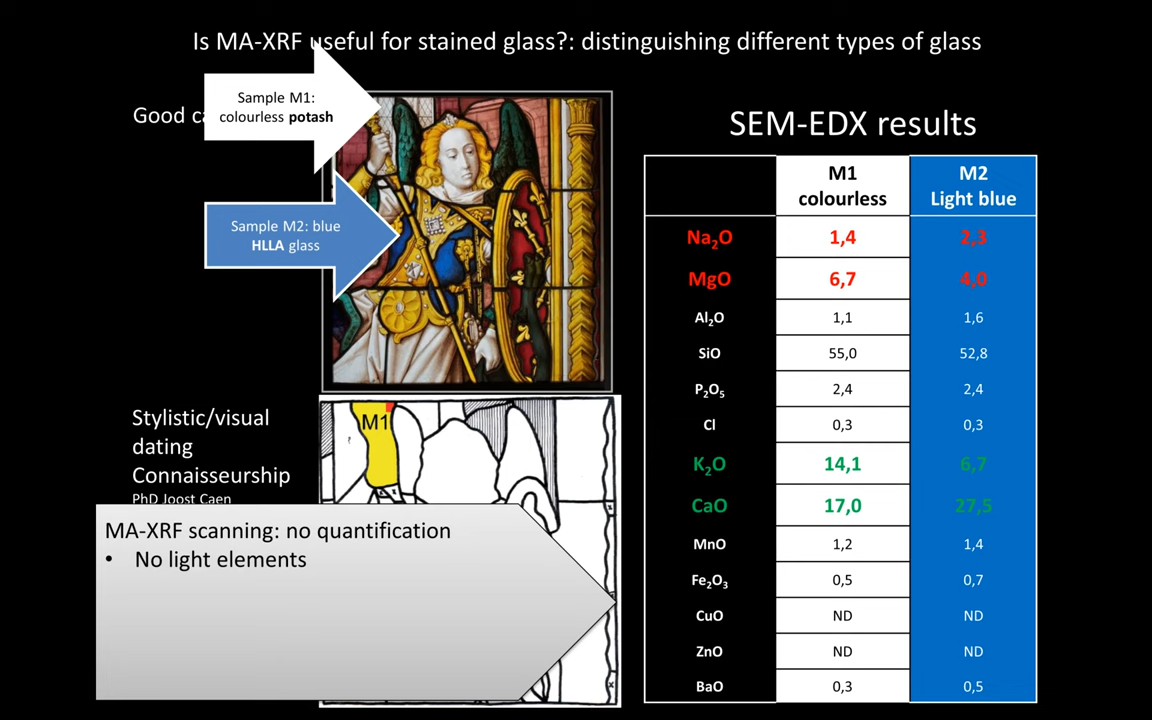 Is MA-XRF useful for stained glass?: distinguishing different types of glass
Good ca
Sample M1:
colourless potash
Sample M2: blue
HLLA glass
Stylistic/visual
dating
Connaisseurship
PhD Joost Caen
M1
MA-XRF scanning: no quantification
• No light elements
SEM-EDX results
M1 colourless M2 Light blue
Na₂O 1,4 2,3
MgO 6,7 4,0
Al₂O 1,1 1,6
SiO 55,0 52,8
P₂O₅ 2,4 2,4
Cl 0,3 0,3
K₂O 14,1 6,7
CaO 17,0 27,5
MnO 1,2 1,4
Fe₂O₃ 0,5 0,7
CuO ND ND
ZnO ND ND
BaO 0,3 0,5